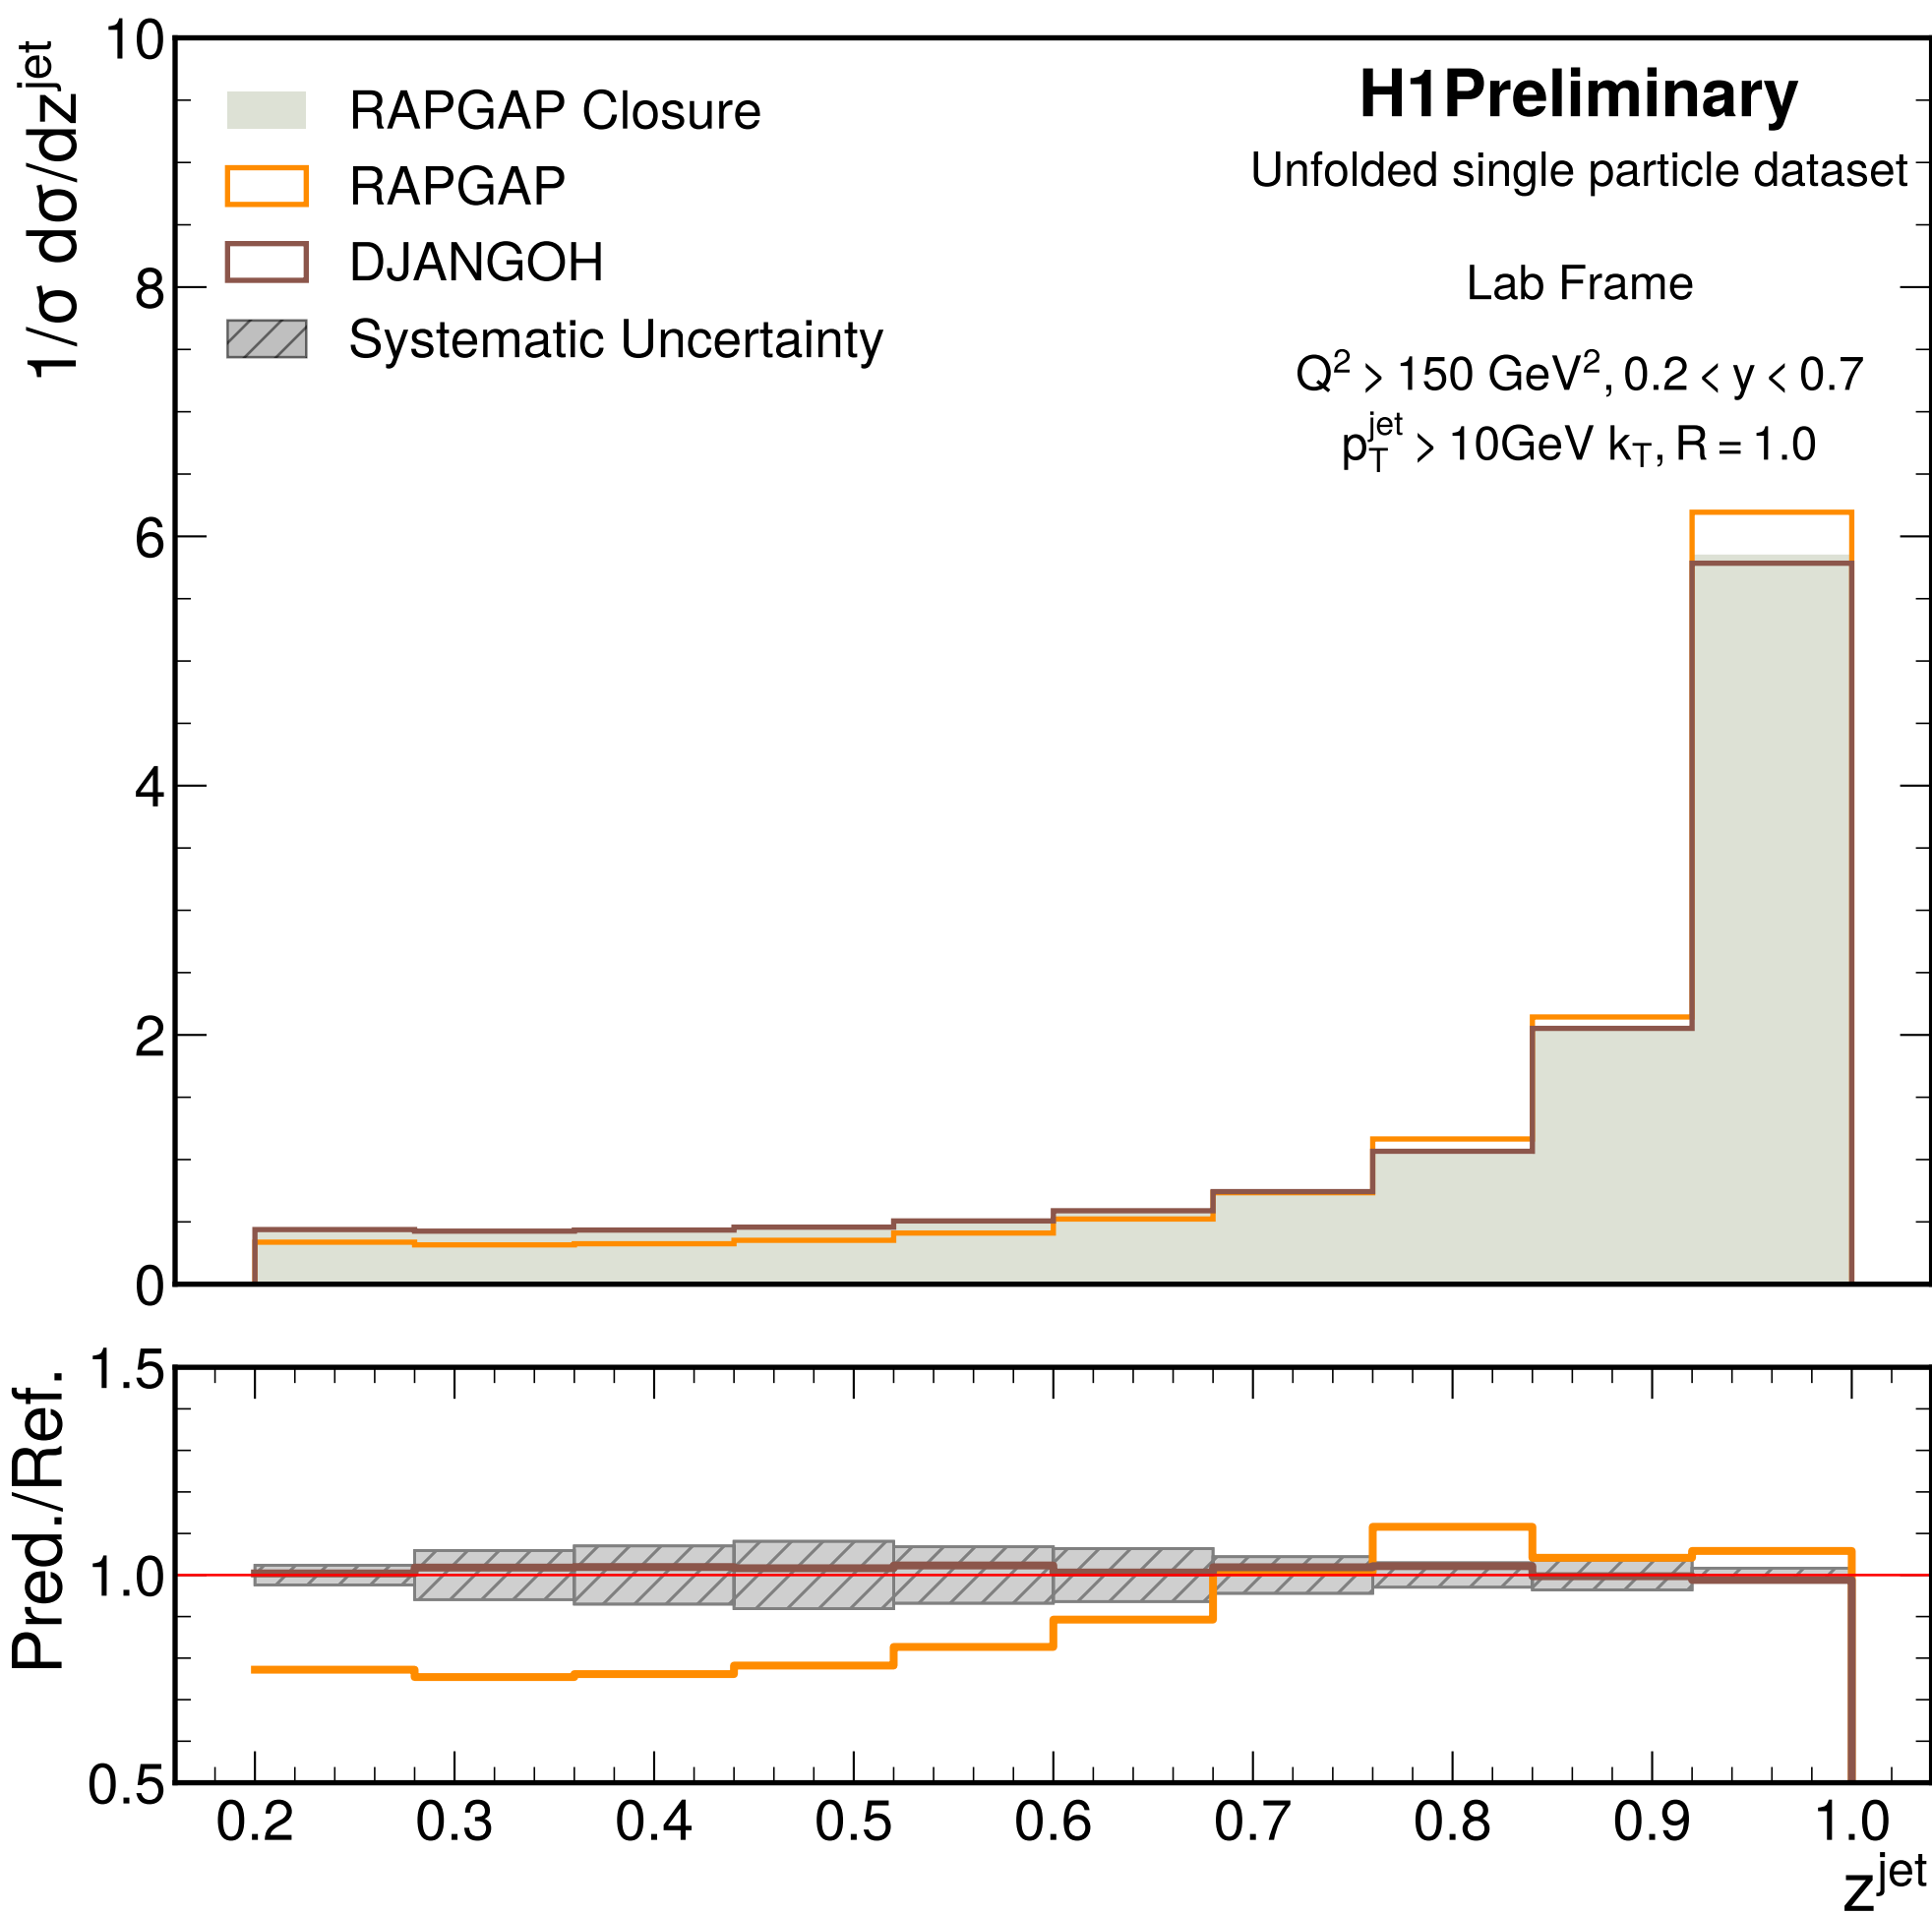 1/σ dσ/dz^jet
10
8
6
4
2
0
RAPGAP Closure
RAPGAP
DJANGOH
Systematic Uncertainty
H1Preliminary
Unfolded single particle dataset
Lab Frame
Q² > 150 GeV², 0.2 < y < 0.7
p_T^jet > 10GeV k_T, R = 1.0
Pred./Ref.
1.5
1.0
0.5
0.2 0.3 0.4 0.5 0.6 0.7 0.8 0.9 1.0
z^jet